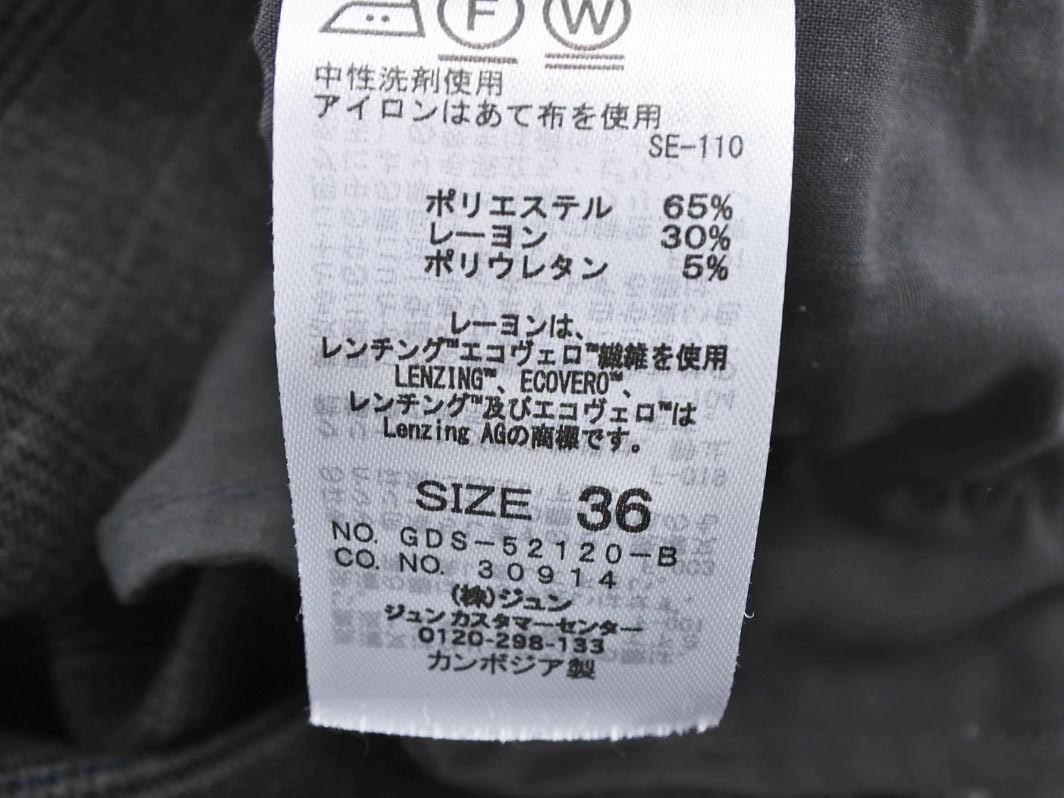 F W
中性洗剤使用
アイロンはあて布を使用
SE-110
ポリエステル 65%
レーヨン 30%
ポリウレタン 5%
レーヨンは、
レンチング™エコヴェロ™繊維を使用
LENZING™、ECOVERO™、
レンチング™及びエコヴェロ™は
Lenzing AGの商標です。
SIZE 36
NO. GDS-52120-B
CO. NO. 30914
(株)ジュン
ジュンカスタマーセンター
0120-298-133
カンボジア製